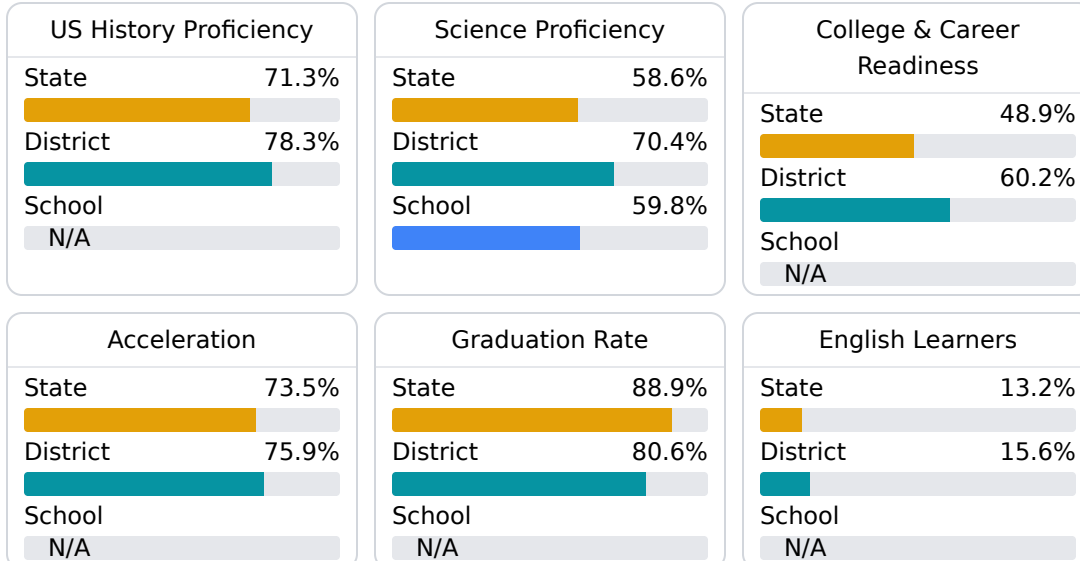 US History Proficiency
State 71.3%
District 78.3%
School
N/A
Science Proficiency
State 58.6%
District 70.4%
School 59.8%
College & Career
Readiness
State 48.9%
District 60.2%
School
N/A
Acceleration
State 73.5%
District 75.9%
School
N/A
Graduation Rate
State 88.9%
District 80.6%
School
N/A
English Learners
State 13.2%
District 15.6%
School
N/A